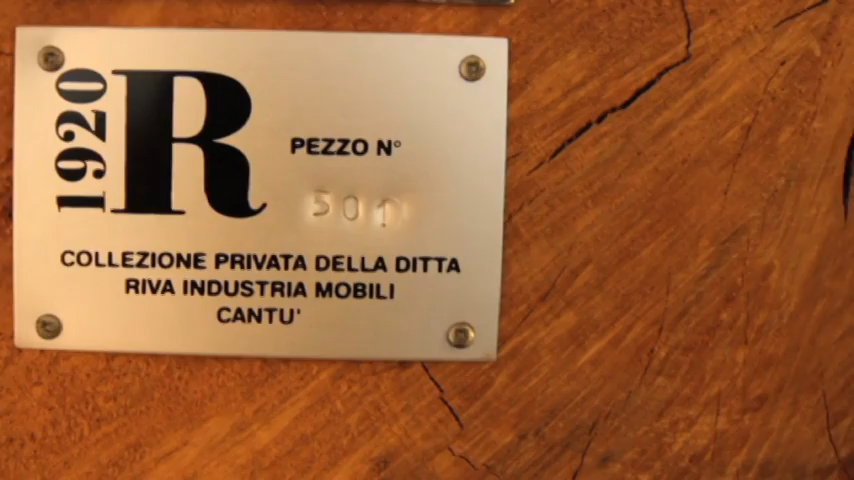 1920 R
PEZZO N°
501
COLLEZIONE PRIVATA DELLA DITTA
RIVA INDUSTRIA MOBILI
CANTU'